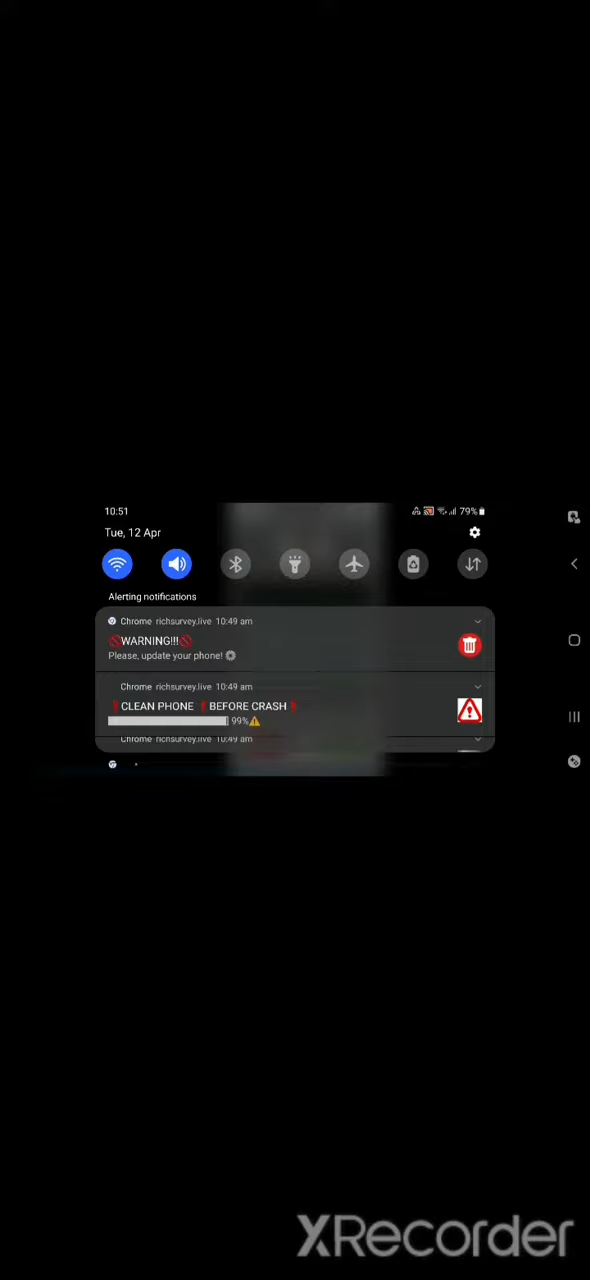 10:51
79%
Tue, 12 Apr
Alerting notifications
Chrome richsurvey.live 10:49 am
🚫WARNING!!!🚫
Please, update your phone! ⚙
Chrome richsurvey.live 10:49 am
❗CLEAN PHONE ❗BEFORE CRASH❗
99%⚠
Chrome richsurvey.live 10:49 am
XRecorder